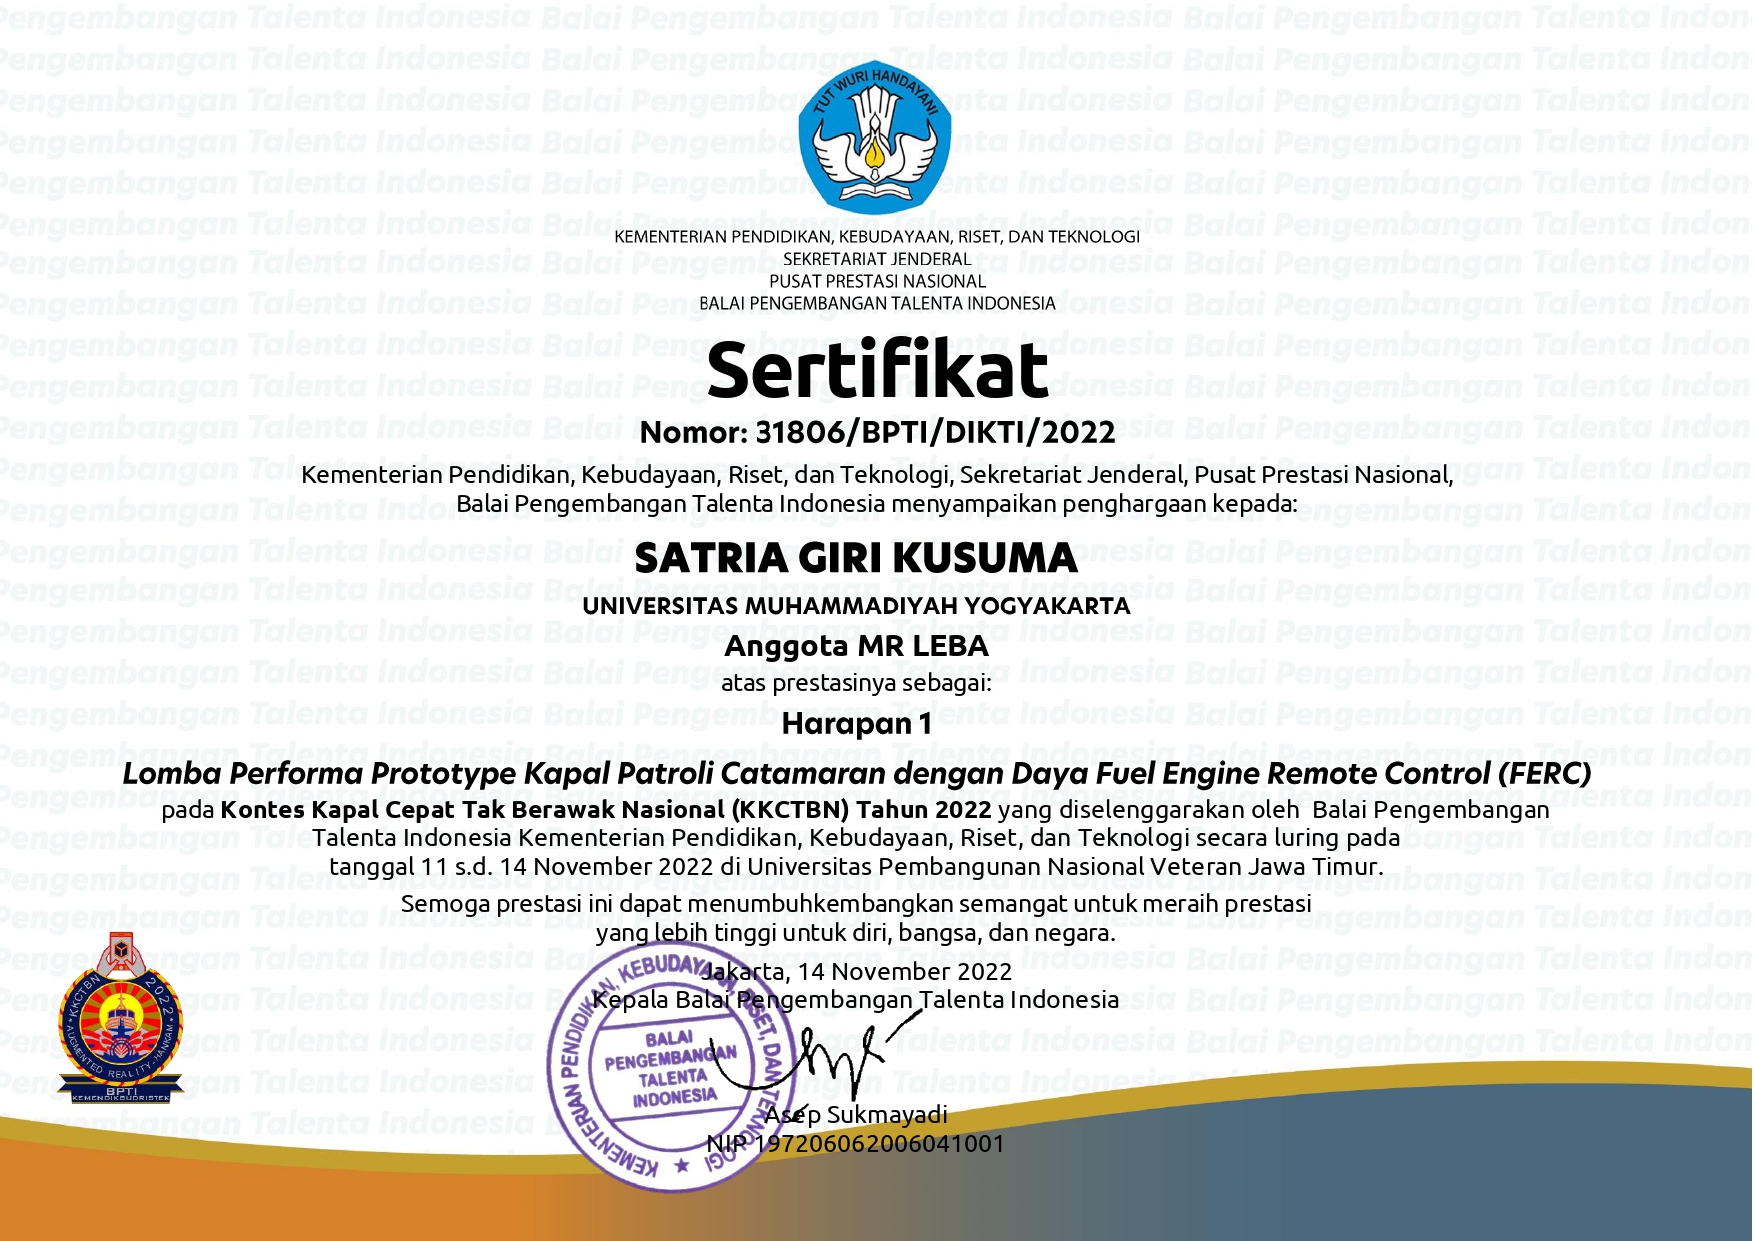 TUT WURI HANDAYANI
KEMENTERIAN PENDIDIKAN, KEBUDAYAAN, RISET, DAN TEKNOLOGI
SEKRETARIAT JENDERAL
PUSAT PRESTASI NASIONAL
BALAI PENGEMBANGAN TALENTA INDONESIA
Sertifikat
Nomor: 31806/BPTI/DIKTI/2022
Kementerian Pendidikan, Kebudayaan, Riset, dan Teknologi, Sekretariat Jenderal, Pusat Prestasi Nasional,
Balai Pengembangan Talenta Indonesia menyampaikan penghargaan kepada:
SATRIA GIRI KUSUMA
UNIVERSITAS MUHAMMADIYAH YOGYAKARTA
Anggota MR LEBA
atas prestasinya sebagai:
Harapan 1
Lomba Performa Prototype Kapal Patroli Catamaran dengan Daya Fuel Engine Remote Control (FERC)
pada Kontes Kapal Cepat Tak Berawak Nasional (KKCTBN) Tahun 2022 yang diselenggarakan oleh Balai Pengembangan
Talenta Indonesia Kementerian Pendidikan, Kebudayaan, Riset, dan Teknologi secara luring pada
tanggal 11 s.d. 14 November 2022 di Universitas Pembangunan Nasional Veteran Jawa Timur.
Semoga prestasi ini dapat menumbuhkembangkan semangat untuk meraih prestasi
yang lebih tinggi untuk diri, bangsa, dan negara.
Jakarta, 14 November 2022
Kepala Balai Pengembangan Talenta Indonesia
KEMENTERIAN PENDIDIKAN, KEBUDAYAAN, RISET, DAN TEKNOLOGI
BALAI
PENGEMBANGAN
TALENTA
INDONESIA
Asep Sukmayadi
NIP 197206062006041001
KKCTBN 2022
AUGMENTED REALITY - HANKAM
BPTI
KEMENDIKBUDRISTEK